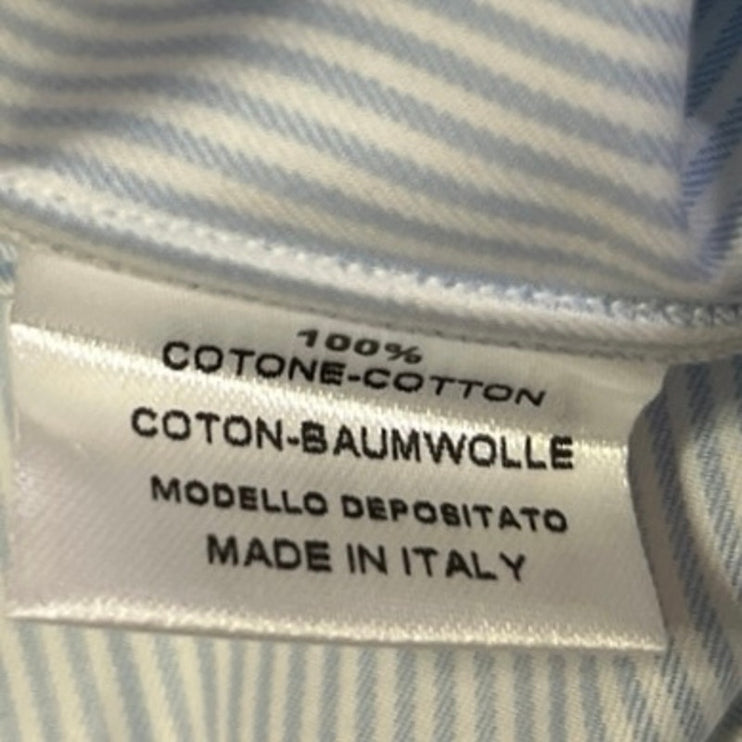 100%
COTONE-COTTON
COTON-BAUMWOLLE
MODELLO DEPOSITATO
MADE IN ITALY